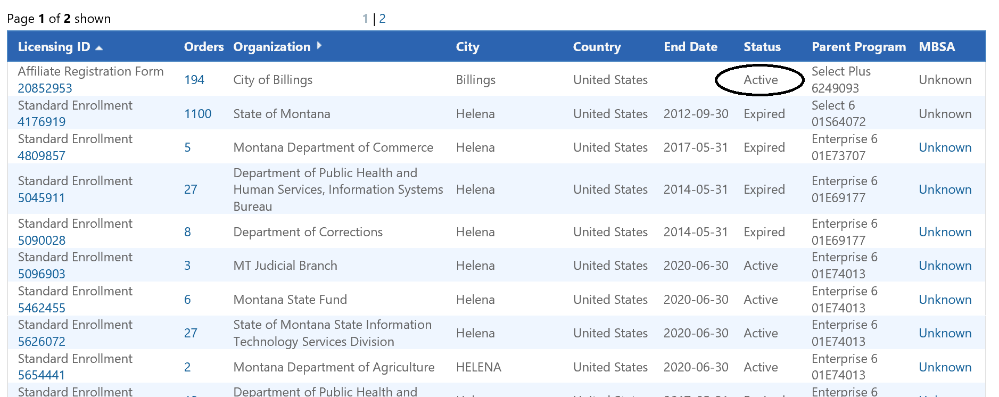 Page 1 of 2 shown 1 | 2
Licensing ID Orders Organization City Country End Date Status Parent Program MBSA
Affiliate Registration Form
20852953 194 City of Billings Billings United States Active Select Plus
6249093 Unknown
Standard Enrollment
4176919 1100 State of Montana Helena United States 2012-09-30 Expired Select 6
01S64072 Unknown
Standard Enrollment
4809857 5 Montana Department of Commerce Helena United States 2017-05-31 Expired Enterprise 6
01E73707 Unknown
Standard Enrollment
5045911 27 Department of Public Health and
Human Services, Information Systems
Bureau Helena United States 2014-05-31 Expired Enterprise 6
01E69177 Unknown
Standard Enrollment
5090028 8 Department of Corrections Helena United States 2014-05-31 Expired Enterprise 6
01E69177 Unknown
Standard Enrollment
5096903 3 MT Judicial Branch Helena United States 2020-06-30 Active Enterprise 6
01E74013 Unknown
Standard Enrollment
5462455 6 Montana State Fund Helena United States 2020-06-30 Active Enterprise 6
01E74013 Unknown
Standard Enrollment
5626072 27 State of Montana State Information
Technology Services Division Helena United States 2020-06-30 Active Enterprise 6
01E74013 Unknown
Standard Enrollment
5654441 2 Montana Department of Agriculture HELENA United States 2020-06-30 Active Enterprise 6
01E74013 Unknown
Standard Enrollment Department of Public Health and Enterprise 6